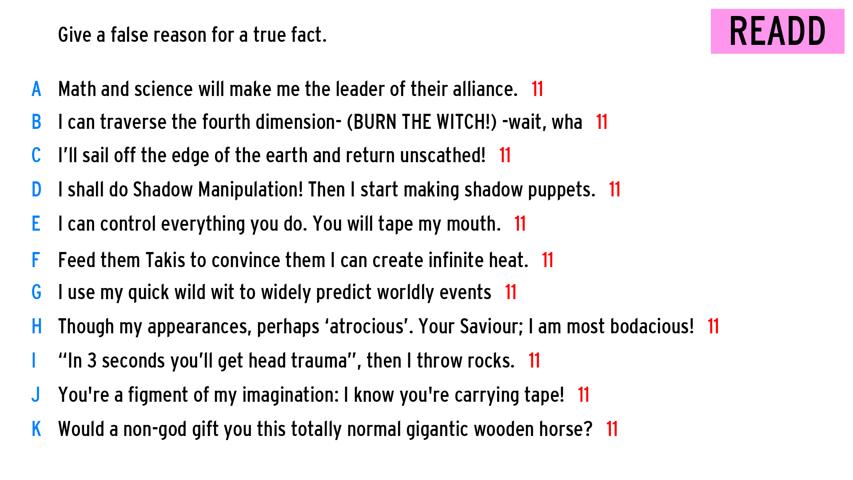 Give a false reason for a true fact.
READD
A Math and science will make me the leader of their alliance. 11
B I can traverse the fourth dimension- (BURN THE WITCH!) -wait, wha 11
C I'll sail off the edge of the earth and return unscathed! 11
D I shall do Shadow Manipulation! Then I start making shadow puppets. 11
E I can control everything you do. You will tape my mouth. 11
F Feed them Takis to convince them I can create infinite heat. 11
G I use my quick wild wit to widely predict worldly events 11
H Though my appearances, perhaps ‘atrocious’. Your Saviour; I am most bodacious! 11
I “In 3 seconds you’ll get head trauma”, then I throw rocks. 11
J You're a figment of my imagination: I know you're carrying tape! 11
K Would a non-god gift you this totally normal gigantic wooden horse? 11